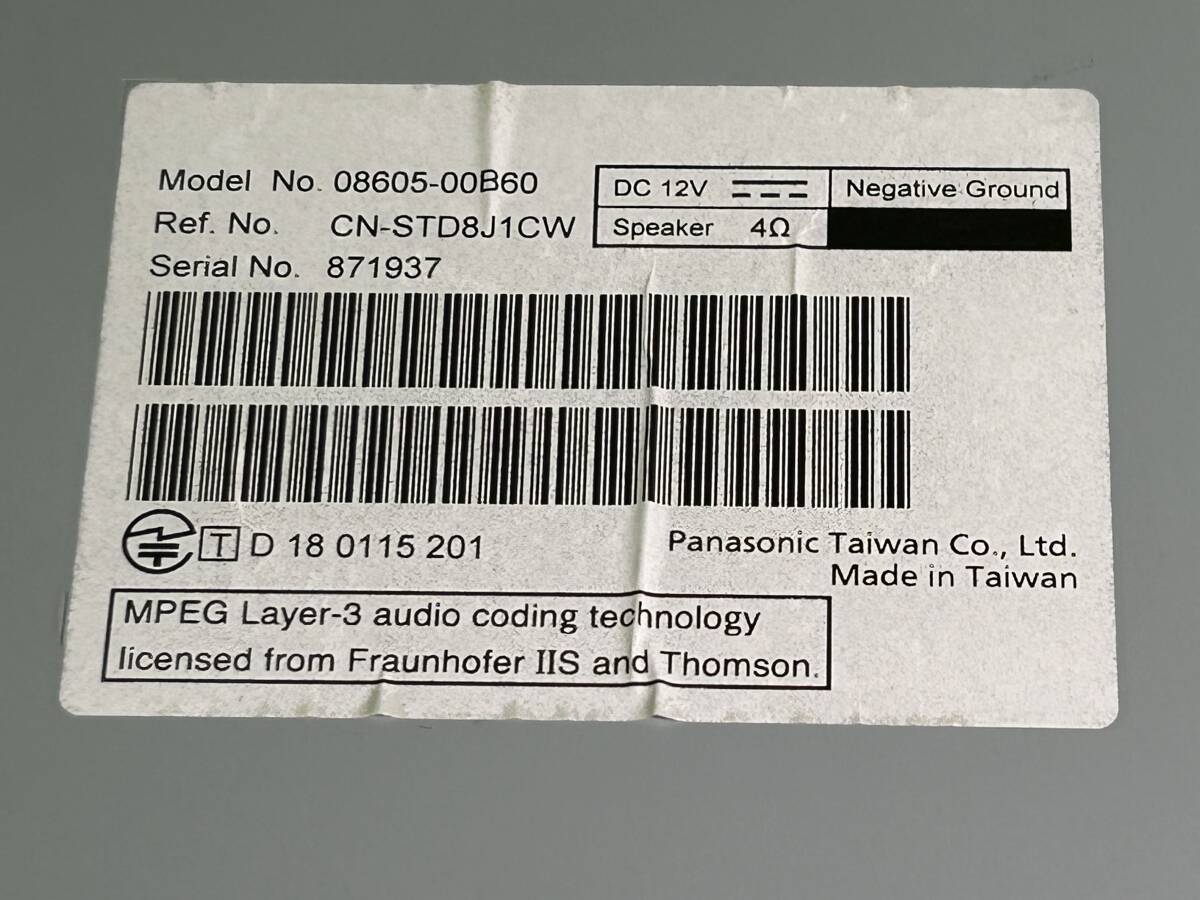 Model No. 08605-00B60
Ref. No. CN-STD8J1CW
Serial No. 871937
DC 12V
Negative Ground
Speaker 4Ω
T D 18 0115 201
Panasonic Taiwan Co., Ltd.
Made in Taiwan
MPEG Layer-3 audio coding technology
licensed from Fraunhofer IIS and Thomson.